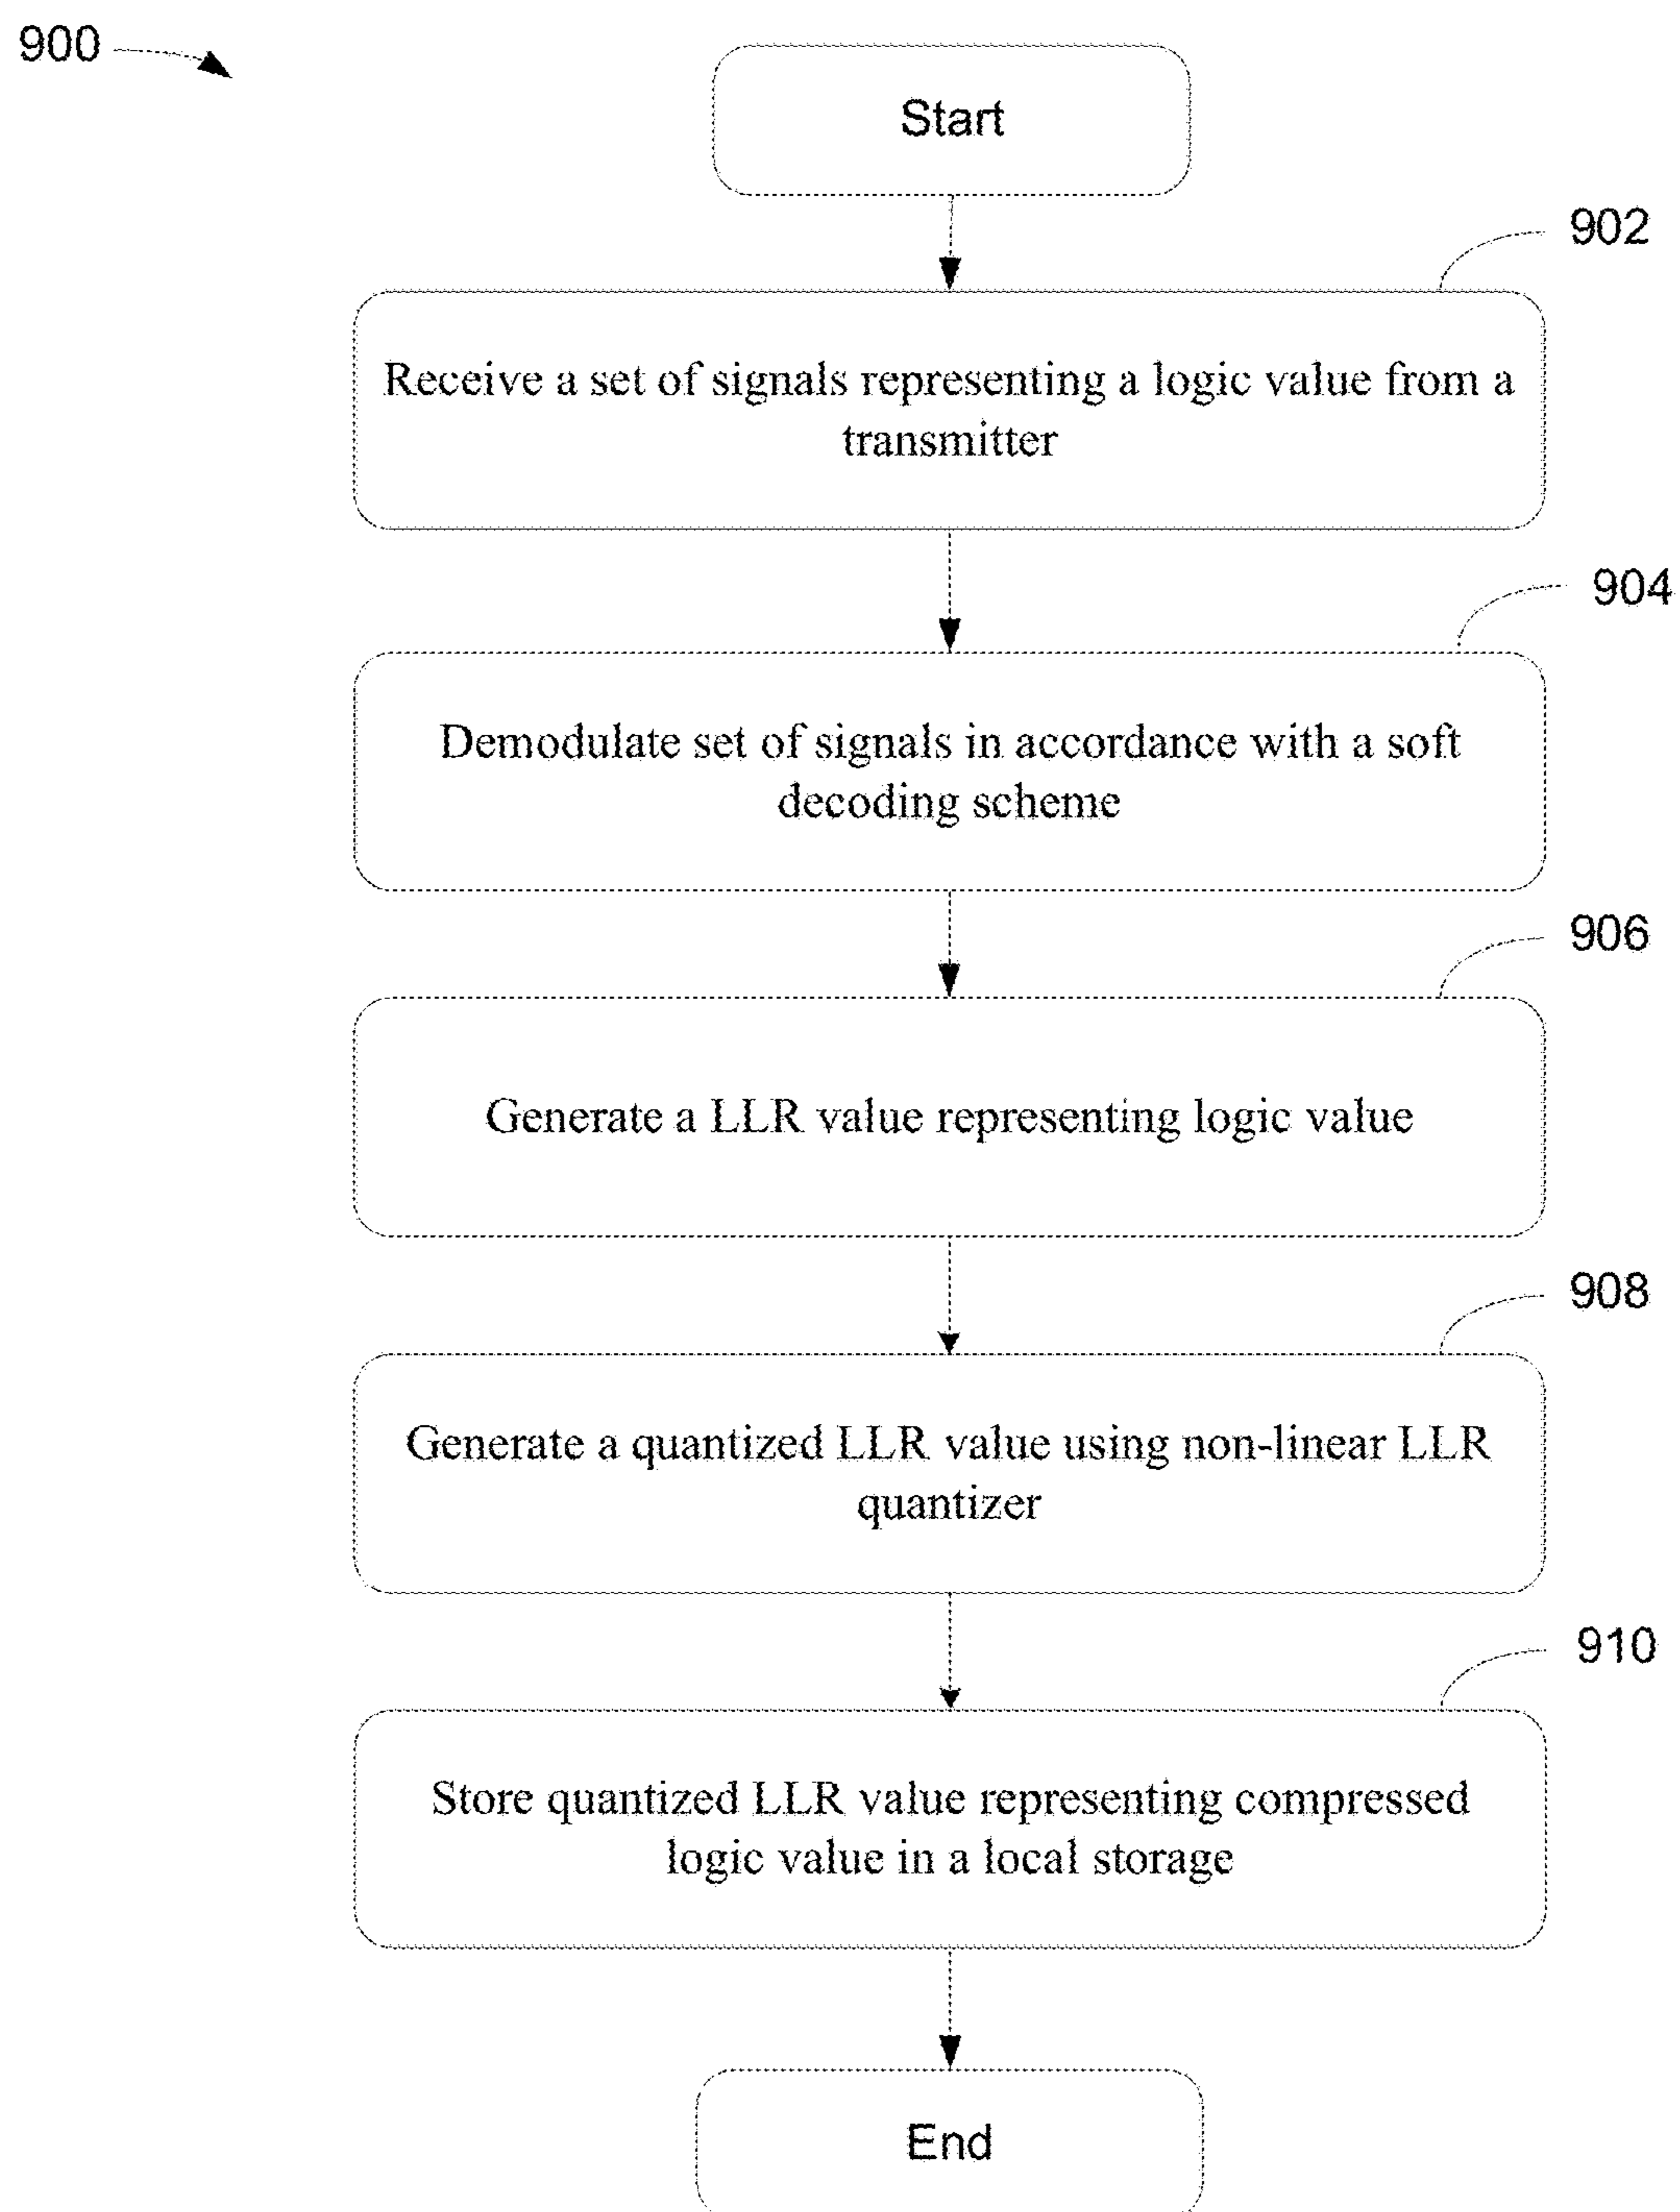 900
Start
902
Receive a set of signals representing a logic value from a
transmitter
904
Demodulate set of signals in accordance with a soft
decoding scheme
906
Generate a LLR value representing logic value
908
Generate a quantized LLR value using non-linear LLR
quantizer
910
Store quantized LLR value representing compressed
logic value in a local storage
End